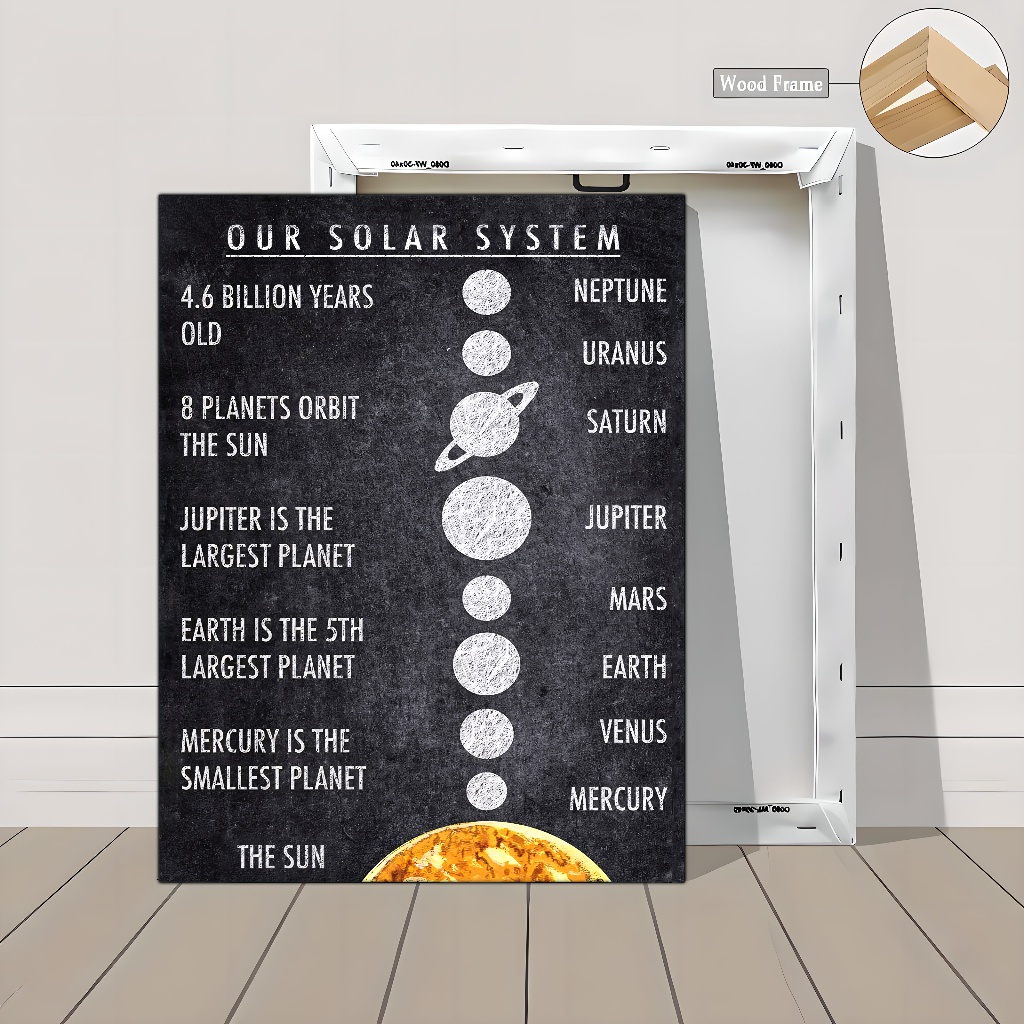 Wood Frame
OUR SOLAR SYSTEM
4.6 BILLION YEARS
OLD
8 PLANETS ORBIT
THE SUN
JUPITER IS THE
LARGEST PLANET
EARTH IS THE 5TH
LARGEST PLANET
MERCURY IS THE
SMALLEST PLANET
THE SUN
NEPTUNE
URANUS
SATURN
JUPITER
MARS
EARTH
VENUS
MERCURY